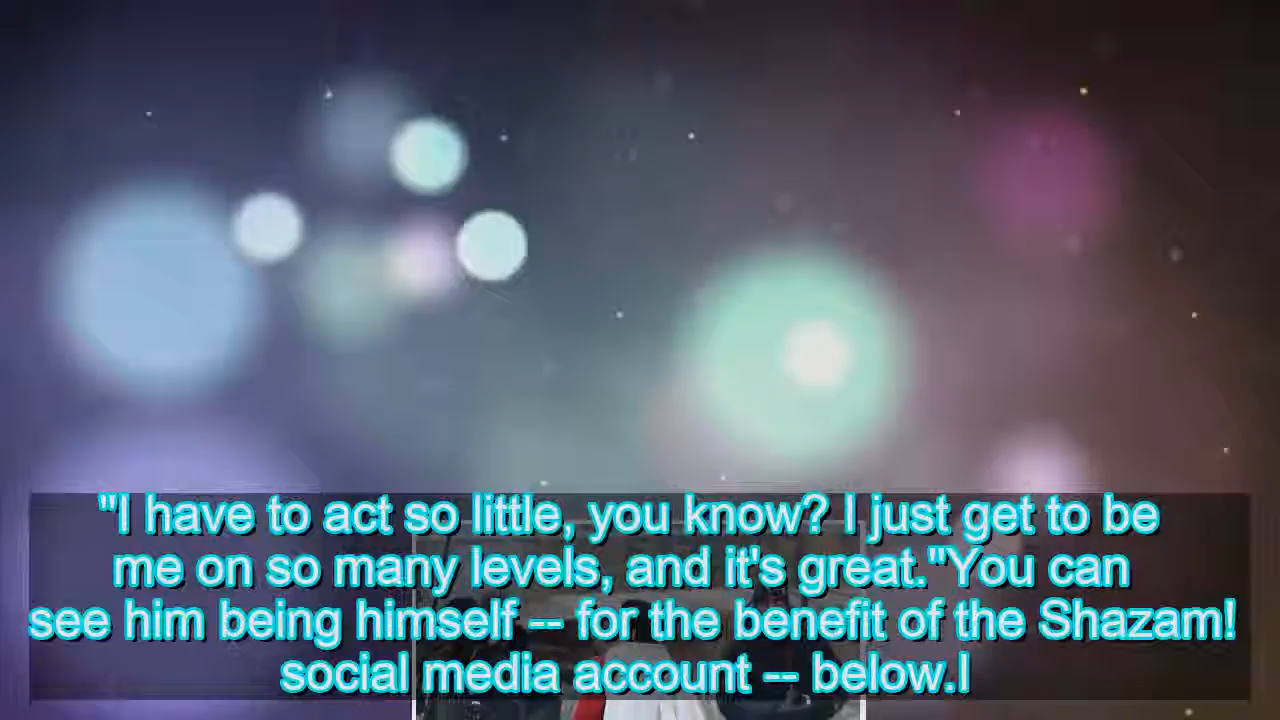 "I have to act so little, you know? I just get to be
me on so many levels, and it's great."You can
see him being himself -- for the benefit of the Shazam!
social media account -- below.I